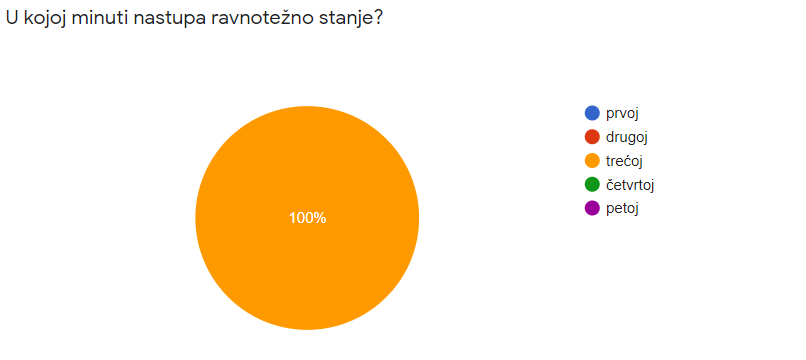 U kojoj minuti nastupa ravnotežno stanje?
100%
prvoj
drugoj
trećoj
četvrtoj
petoj